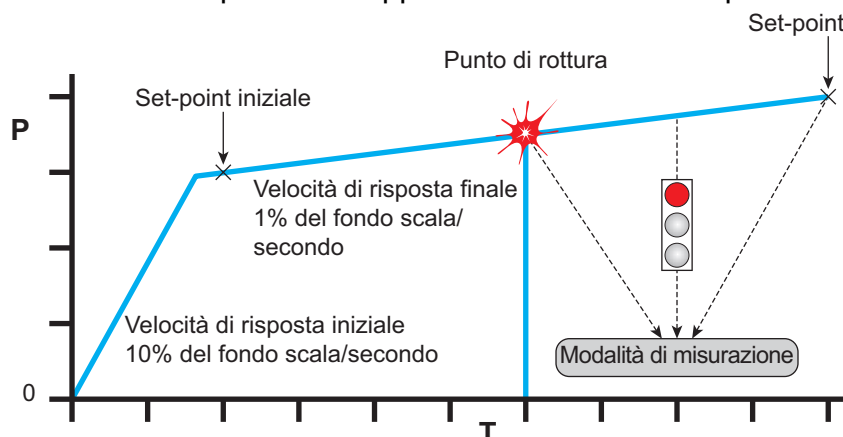 Set-point
Punto di rottura
Set-point iniziale
P
Velocità di risposta finale
1% del fondo scala/
secondo
Velocità di risposta iniziale
10% del fondo scala/secondo
Modalità di misurazione
0
T